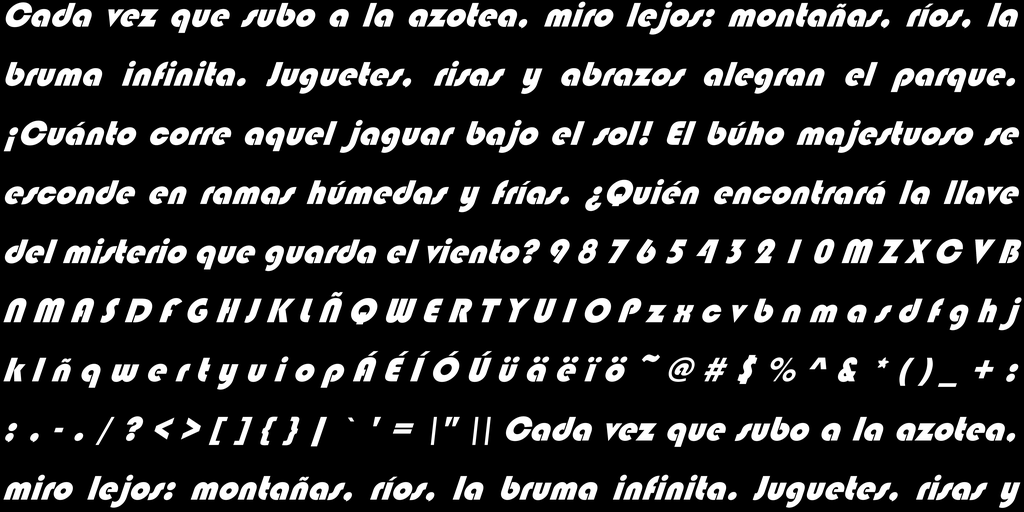 Cada vez que subo a la azotea, miro lejos: montañas, ríos, la
bruma infinita. Juguetes, risas y abrazos alegran el parque.
¡Cuánto corre aquel jaguar bajo el sol! El búho majestuoso se
esconde en ramas húmedas y frías. ¿Quién encontrará la llave
del misterio que guarda el viento? 9 8 7 6 5 4 3 2 1 0 M Z X C V B
N M A S D F G H J K L Ñ Q W E R T Y U I O P z x c v b n m a s d f g h j
k l ñ q w e r t y u i o p Á É Í Ó Ú ü ä ë ï ö ~ @ # $ % ^ & * ( ) _ + :
; , - . / ? < > [ ] { } | ` ' = |" || Cada vez que subo a la azotea,
miro lejos: montañas, ríos, la bruma infinita. Juguetes, risas y